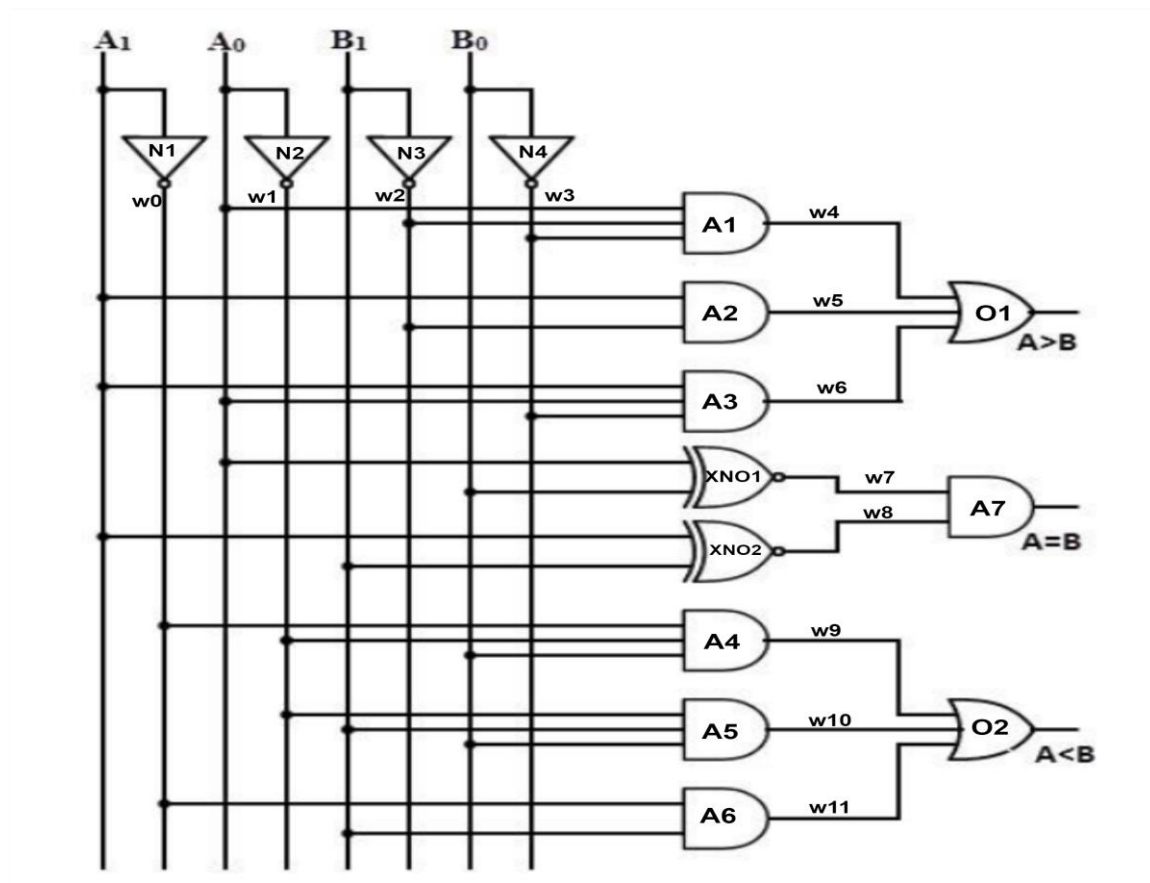 A1 A0 B1 B0
N1 N2 N3 N4
w0 w1 w2 w3
A1 w4
A2 w5 O1
A>B
A3 w6
XNO1 w7
A7
w8
XNO2 A=B
A4 w9
A5 w10 O2
A<B
A6 w11